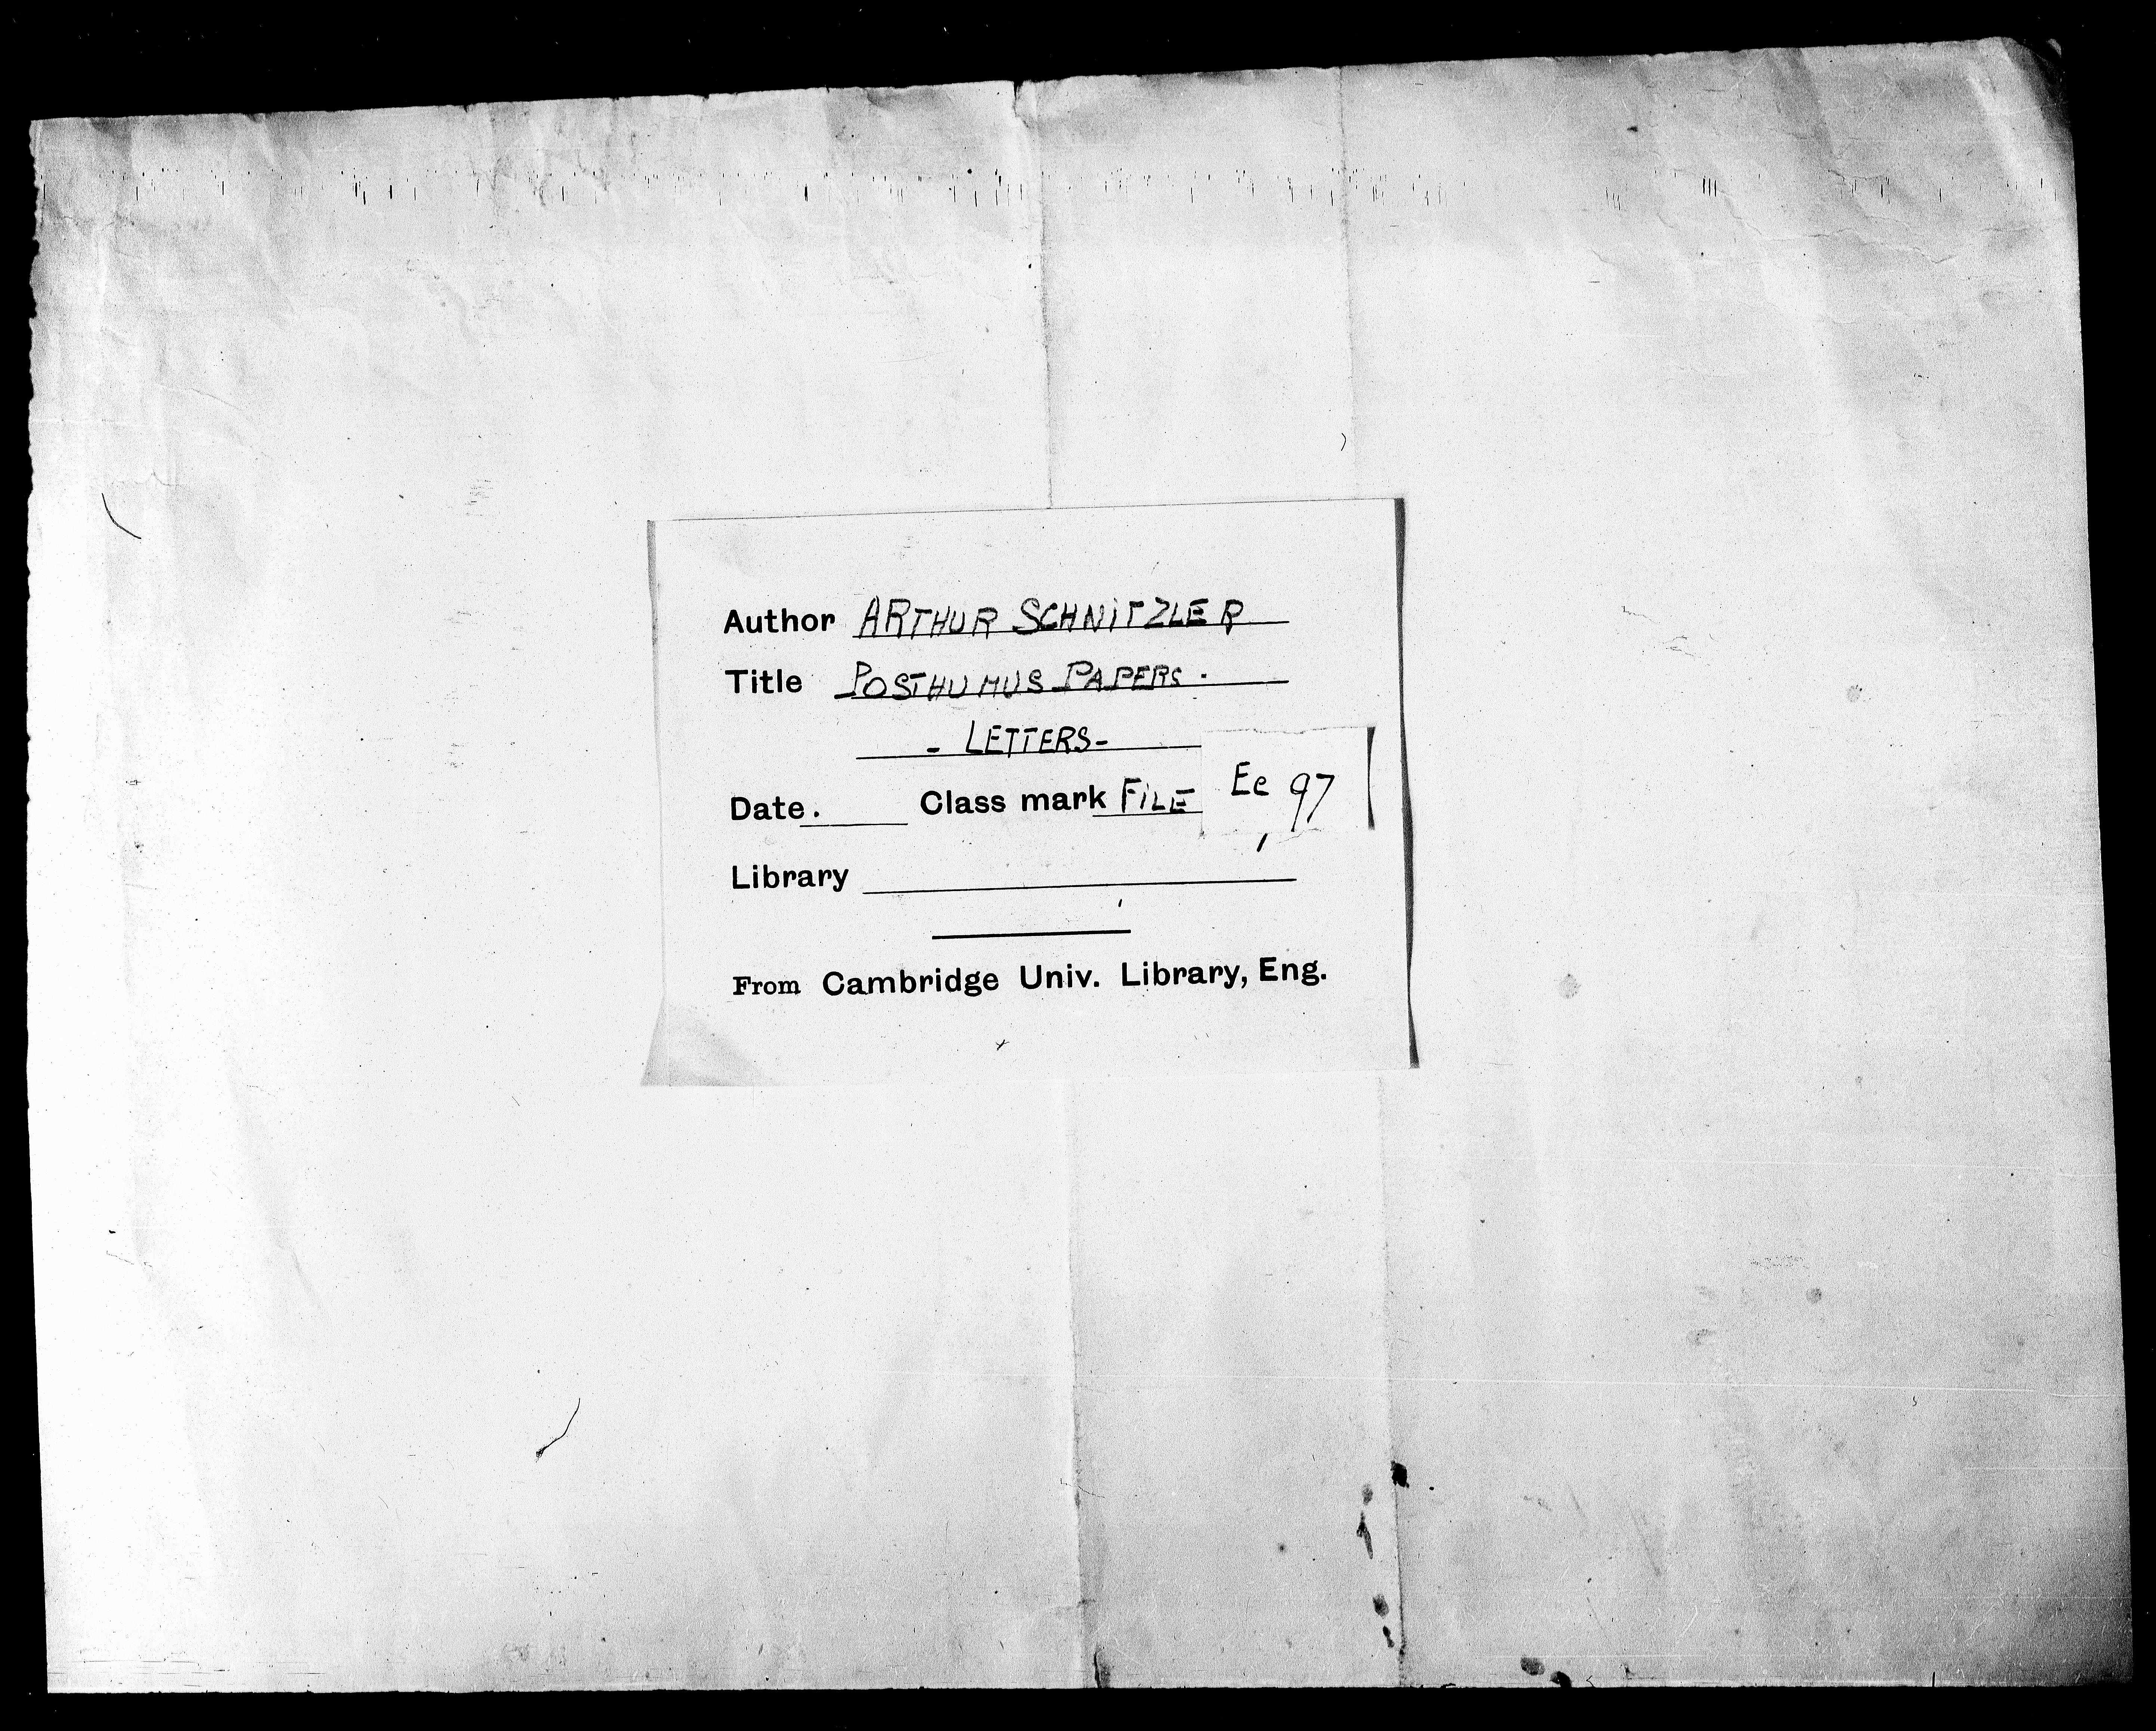 Author ARTHUR SCHNITZLER
Title POSTHUMUS PAPERS.
- LETTERS -
Date. Class mark FILE Ee 97
Library
From Cambridge Univ. Library, Eng.